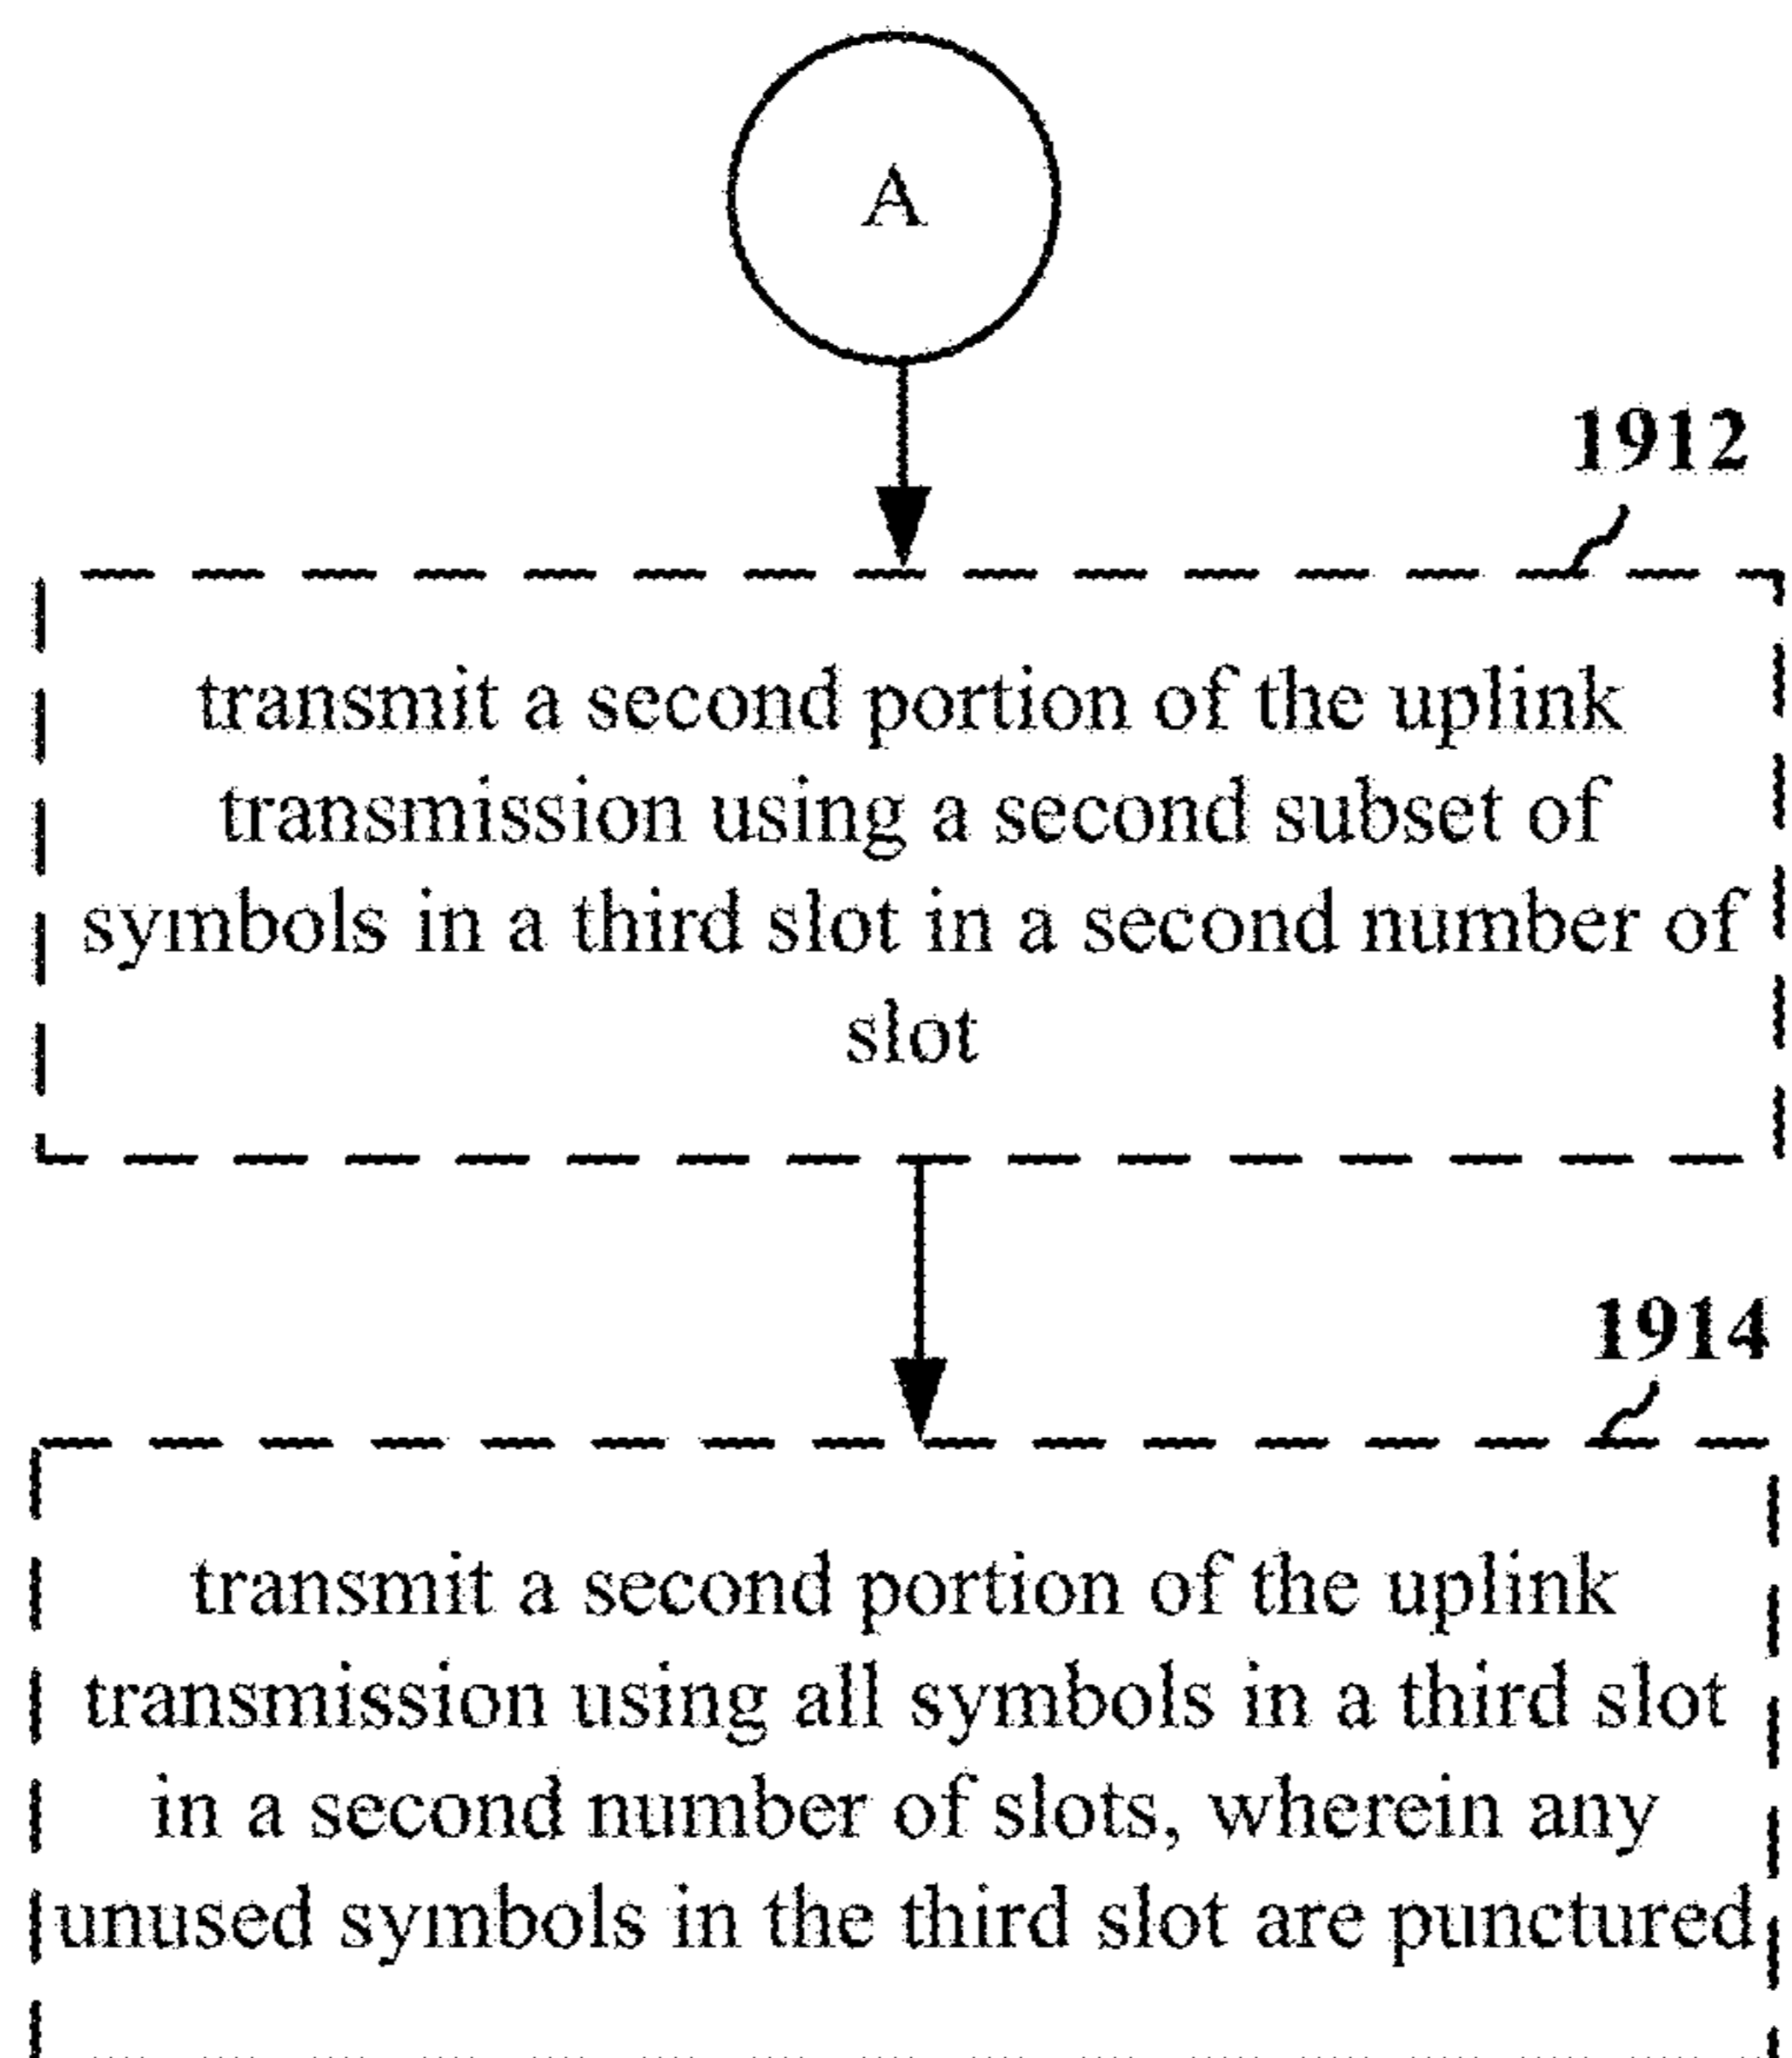 A
1912
transmit a second portion of the uplink
transmission using a second subset of
symbols in a third slot in a second number of
slot
1914
transmit a second portion of the uplink
transmission using all symbols in a third slot
in a second number of slots, wherein any
unused symbols in the third slot are punctured